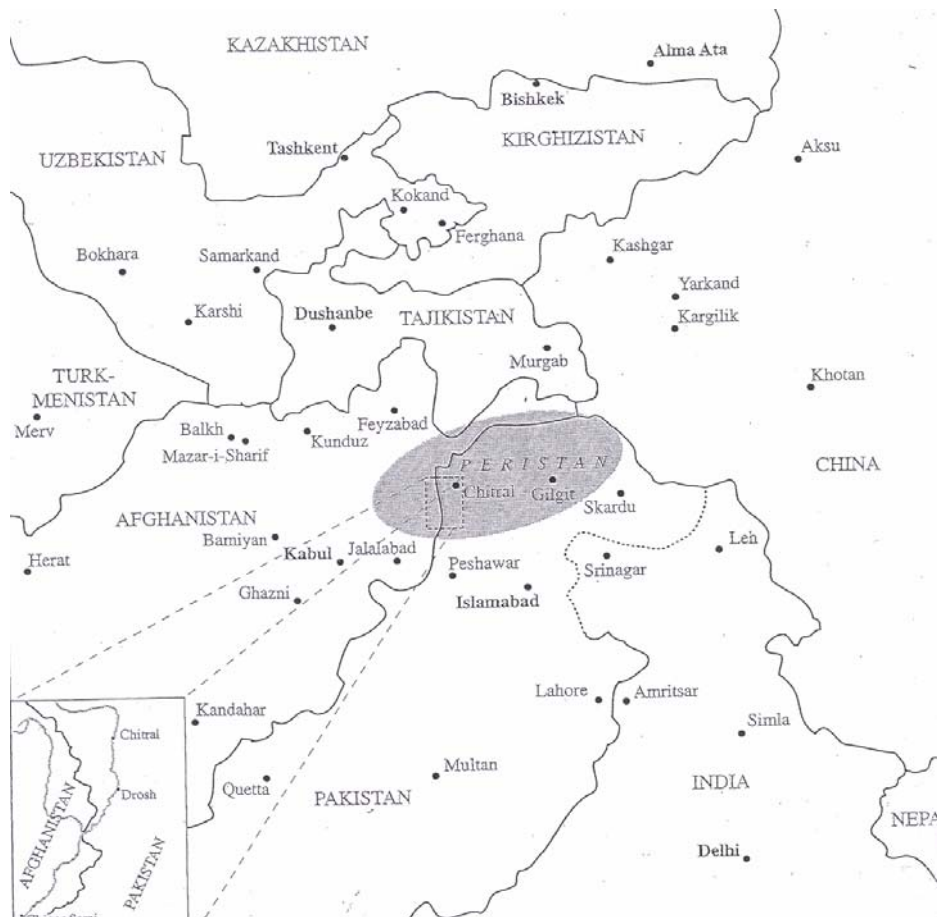 KAZAKHSTAN
Alma Ata
Bishkek
KIRGHIZISTAN
Tashkent
UZBEKISTAN
Aksu
Kokand
Ferghana
Kashgar
Bokhara
Samarkand
Yarkand
Karshi
Dushanbe
TAJIKISTAN
Kargilik
Murgab
TURK-
MENISTAN
Khotan
Merv
Balkh
Mazar-i-Sharif
Kunduz
Feyzabad
PERISTAN
CHINA
Chitral
Gilgit
Skardu
AFGHANISTAN
Bamiyan
Kabul
Jalalabad
Leh
Herat
Peshawar
Srinagar
Ghazni
Islamabad
Lahore
Amritsar
Kandahar
Simla
Chitral
Quetta
Multan
INDIA
Drosh
PAKISTAN
AFGHANISTAN
NEPA
Delhi
PAKISTAN